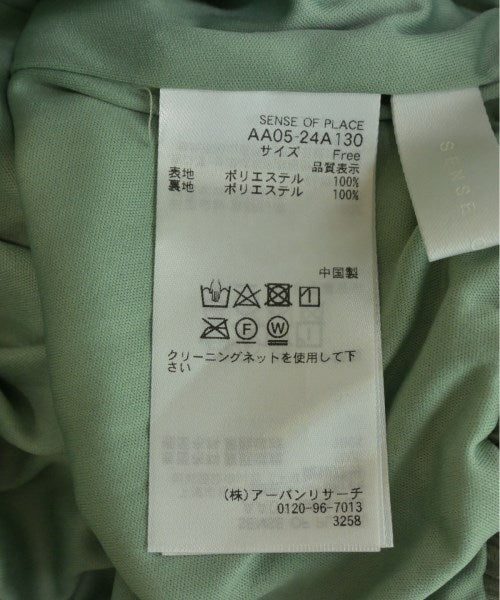 SENSE OF PLACE
AA05-24A130
サイズ Free
品質表示
表地 ポリエステル 100%
裏地 ポリエステル 100%
中国製
F W
クリーニングネットを使用して下
さい
(株)アーバンリサーチ
0120-96-7013
3258
SENSE